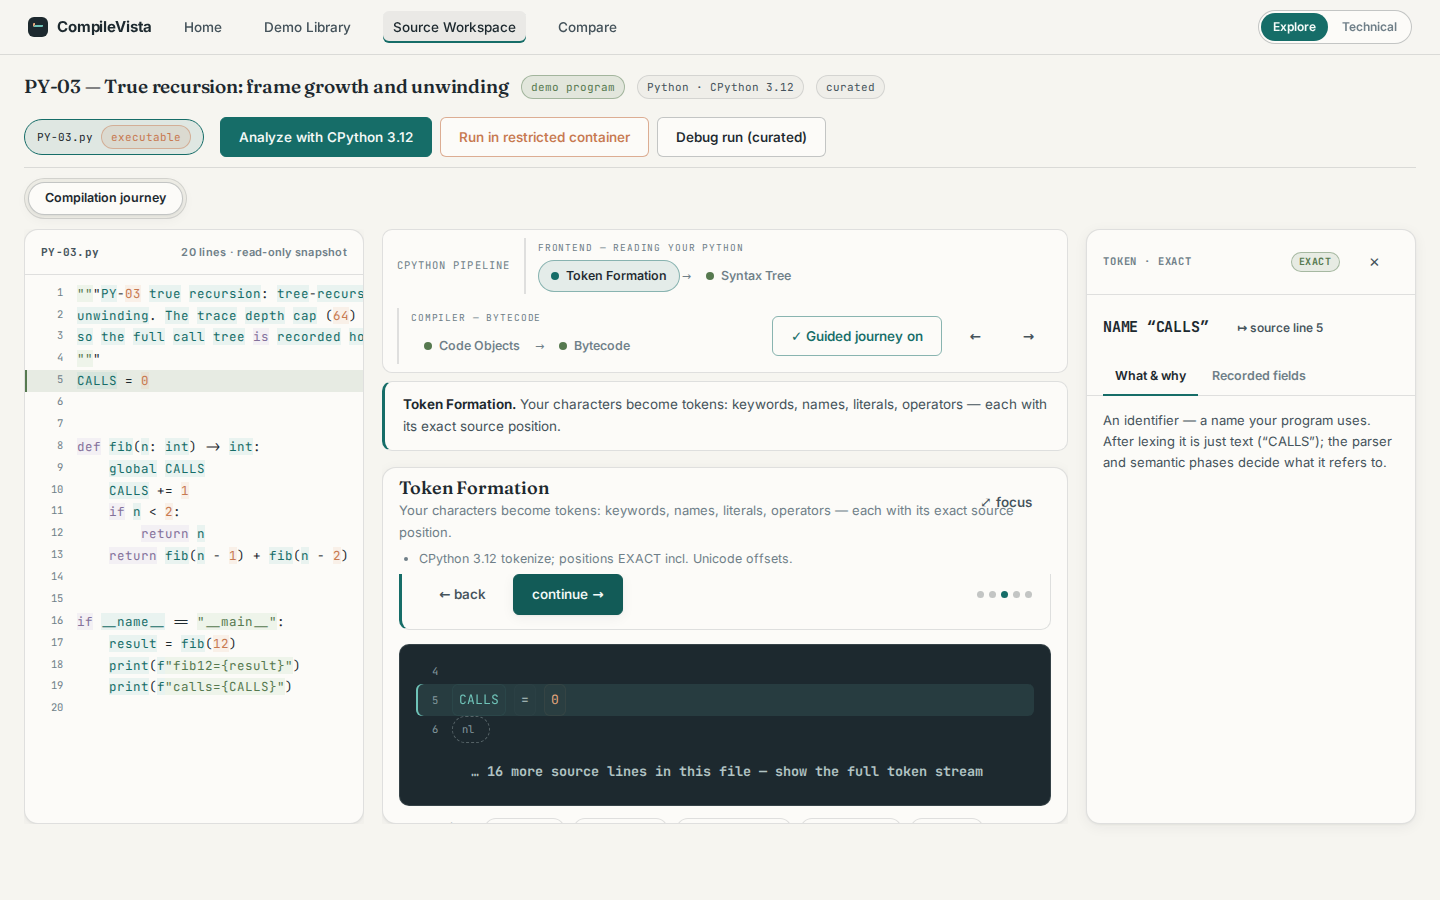 CompileVista
Home
Demo Library
Source Workspace
Compare
Explore
Technical
PY-03 — True recursion: frame growth and unwinding
demo program
Python · CPython 3.12
curated
PY-03.py
executable
Analyze with CPython 3.12
Run in restricted container
Debug run (curated)
Compilation journey
PY-03.py
20 lines · read-only snapshot
1 """PY-03 true recursion: tree-recurs
2 unwinding. The trace depth cap (64)
3 so the full call tree is recorded ho
4 """
5 CALLS = 0
6
7
8 def fib(n: int) -> int:
9 global CALLS
10 CALLS += 1
11 if n < 2:
12 return n
13 return fib(n - 1) + fib(n - 2)
14
15
16 if __name__ == "__main__":
17 result = fib(12)
18 print(f"fib12={result}")
19 print(f"calls={CALLS}")
20
CPYTHON PIPELINE
FRONTEND — READING YOUR PYTHON
Token Formation → Syntax Tree
COMPILER — BYTECODE
Code Objects → Bytecode
✓ Guided journey on
← →
Token Formation. Your characters become tokens: keywords, names, literals, operators — each with
its exact source position.
Token Formation
⤢ focus
Your characters become tokens: keywords, names, literals, operators — each with its exact source
position.
• CPython 3.12 tokenize; positions EXACT incl. Unicode offsets.
← back
continue →
4
5 CALLS = 0
6 nl
… 16 more source lines in this file — show the full token stream
TOKEN · EXACT
EXACT
×
NAME “CALLS”
↦ source line 5
What & why
Recorded fields
An identifier — a name your program uses.
After lexing it is just text (“CALLS”); the parser
and semantic phases decide what it refers to.